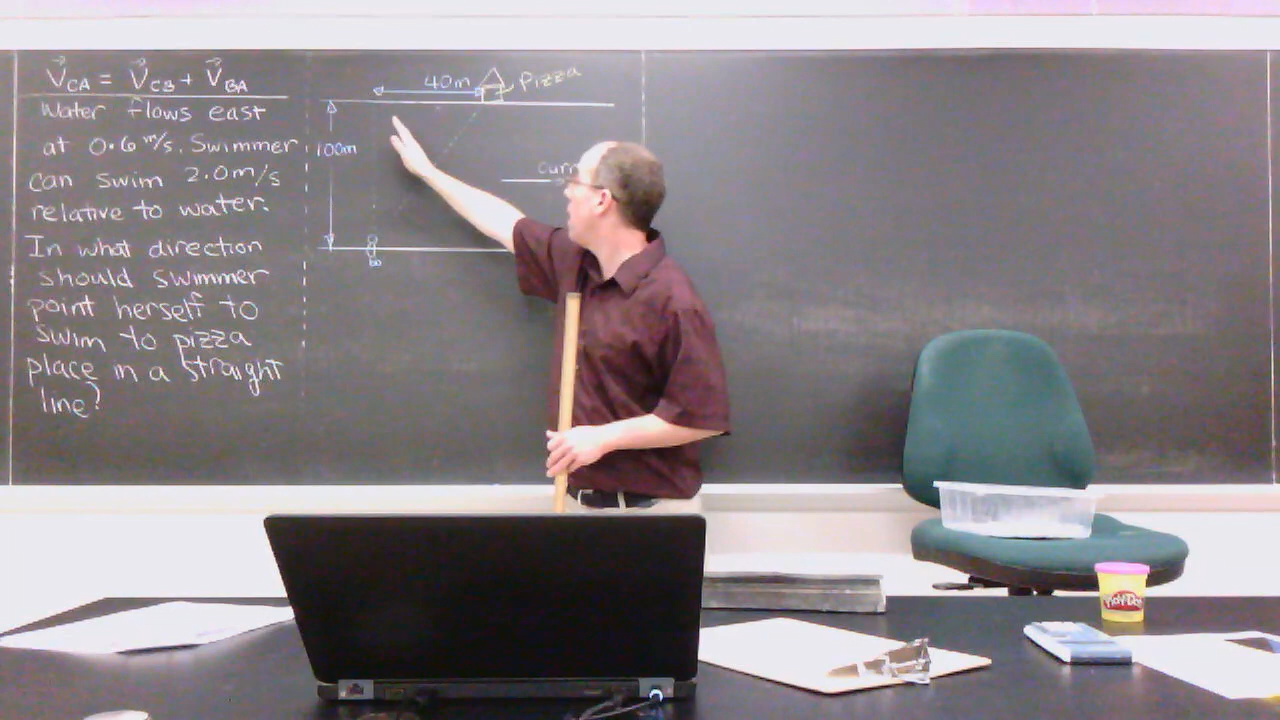 V⃗CA = V⃗CB + V⃗BA
Water flows east
at 0.6 m/s. Swimmer
can swim 2.0m/s
relative to water.
In what direction
should swimmer
point herself to
swim to pizza
place in a straight
line?
40m
Pizza
100m
Play-Doh